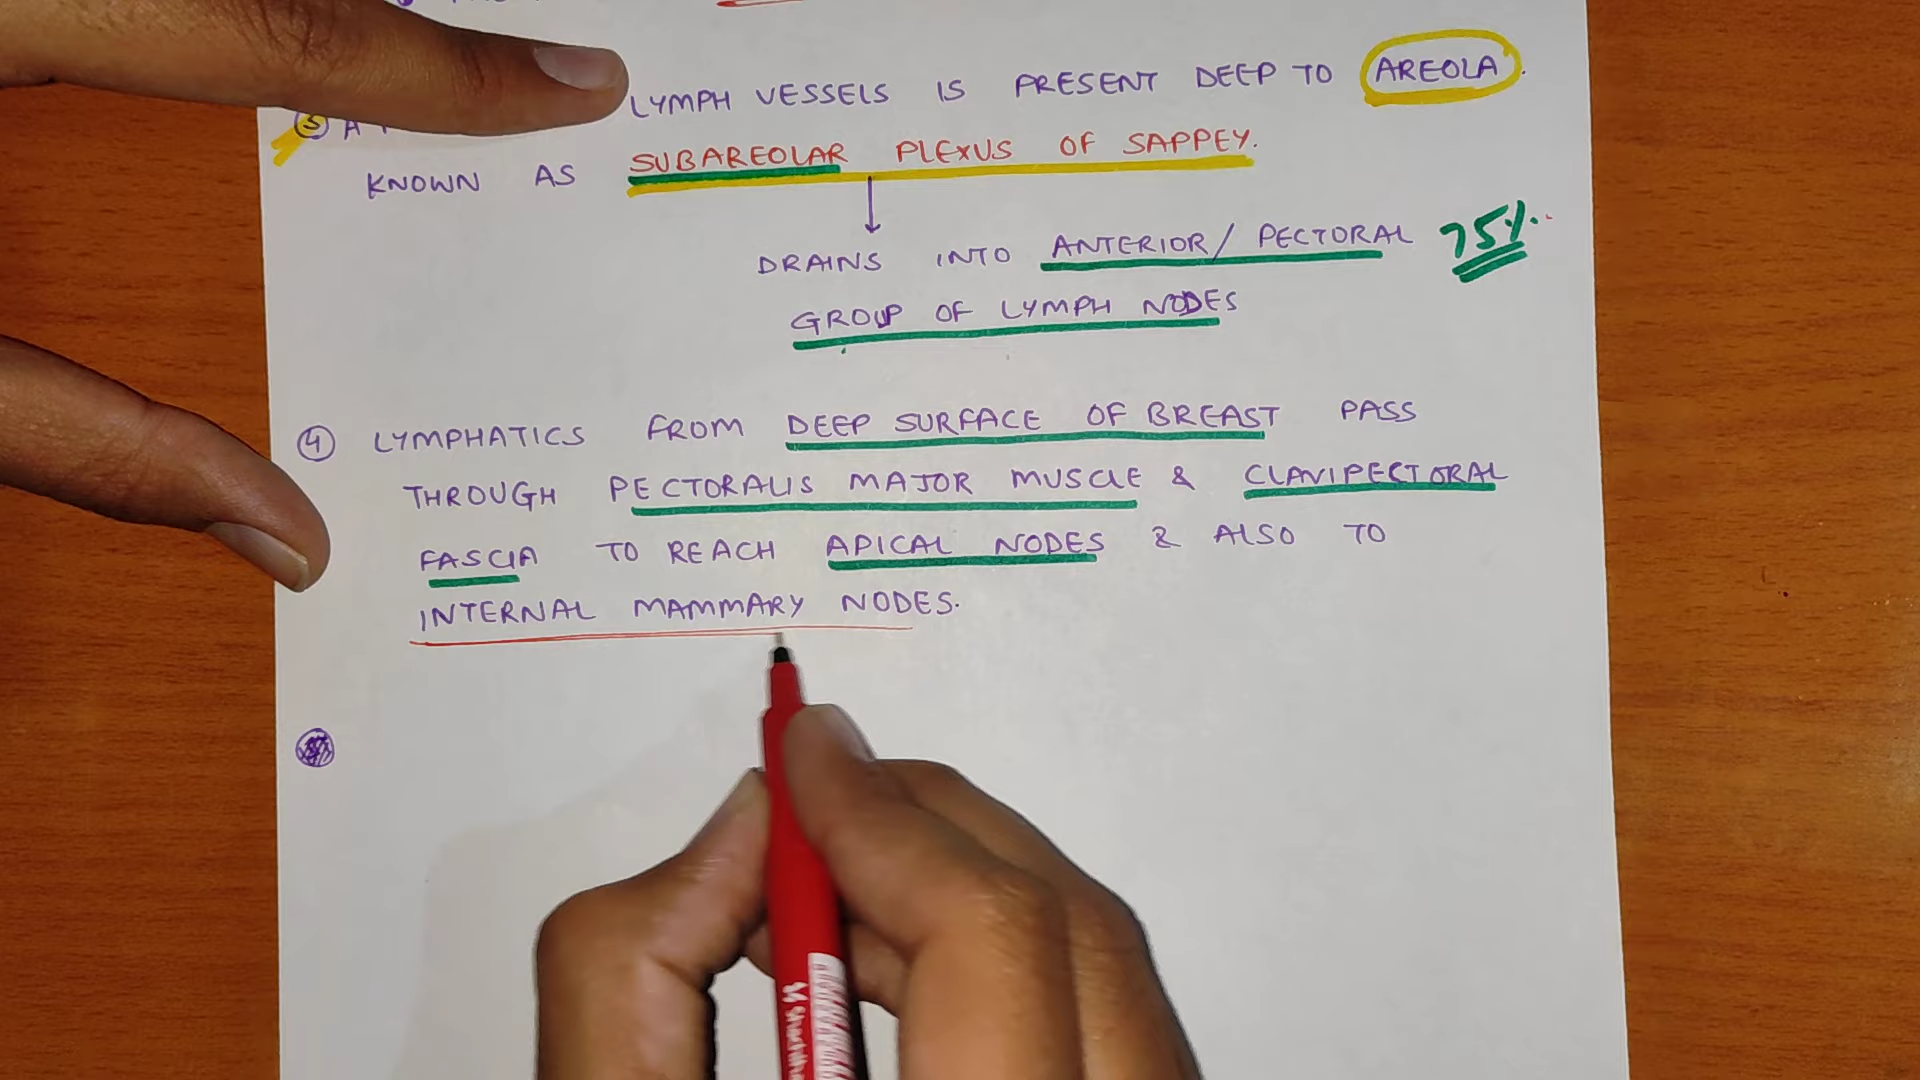 ③ A LYMPH VESSELS IS PRESENT DEEP TO AREOLA.
KNOWN AS SUBAREOLAR PLEXUS OF SAPPEY.
DRAINS INTO ANTERIOR / PECTORAL 75%
GROUP OF LYMPH NODES
④ LYMPHATICS FROM DEEP SURFACE OF BREAST PASS
THROUGH PECTORALIS MAJOR MUSCLE & CLAVIPECTORAL
FASCIA TO REACH APICAL NODES & ALSO TO
INTERNAL MAMMARY NODES.